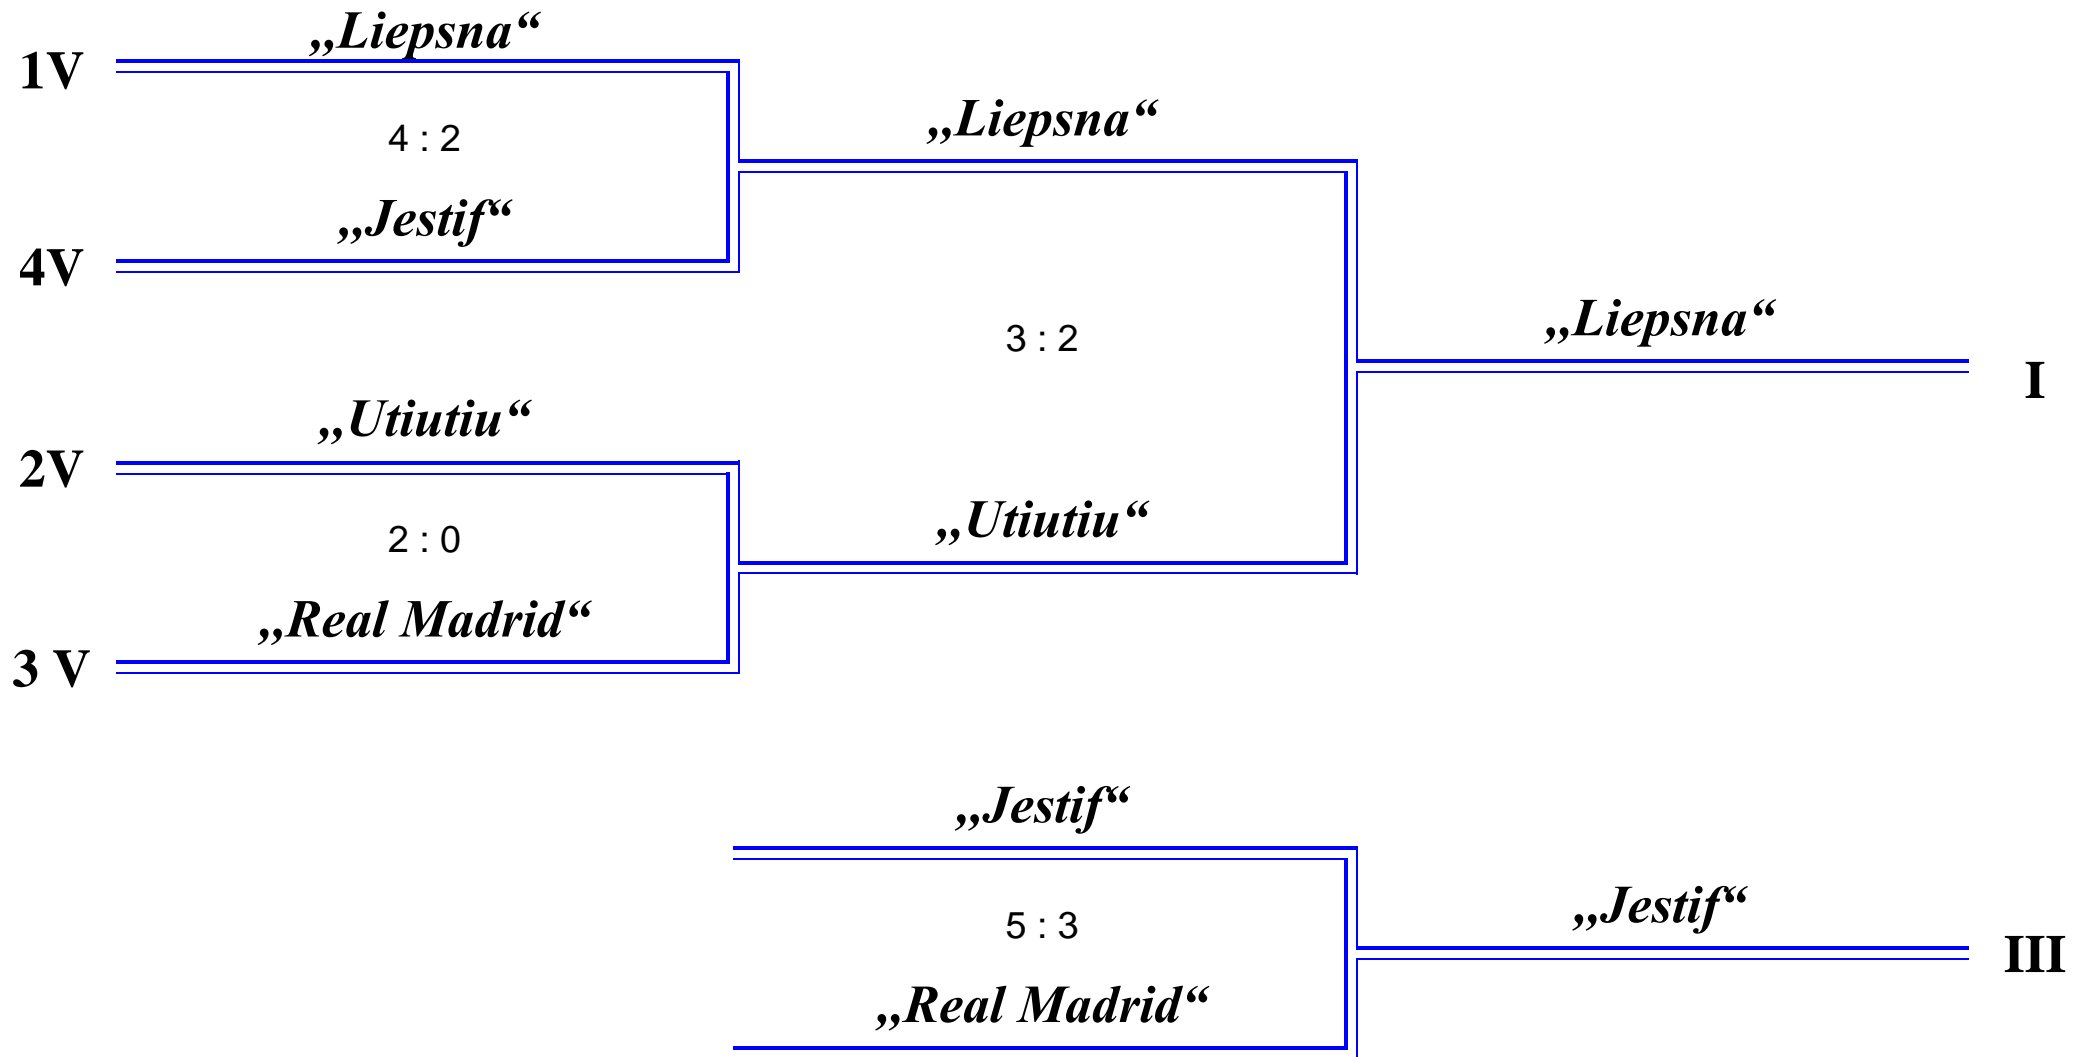 „Liepsna“
1V
4 : 2
„Liepsna“
„Jestif“
4V
„Liepsna“
3 : 2
I
„Utiutiu“
2V
„Utiutiu“
2 : 0
„Real Madrid“
3 V
„Jestif“
5 : 3
„Jestif“
III
„Real Madrid“